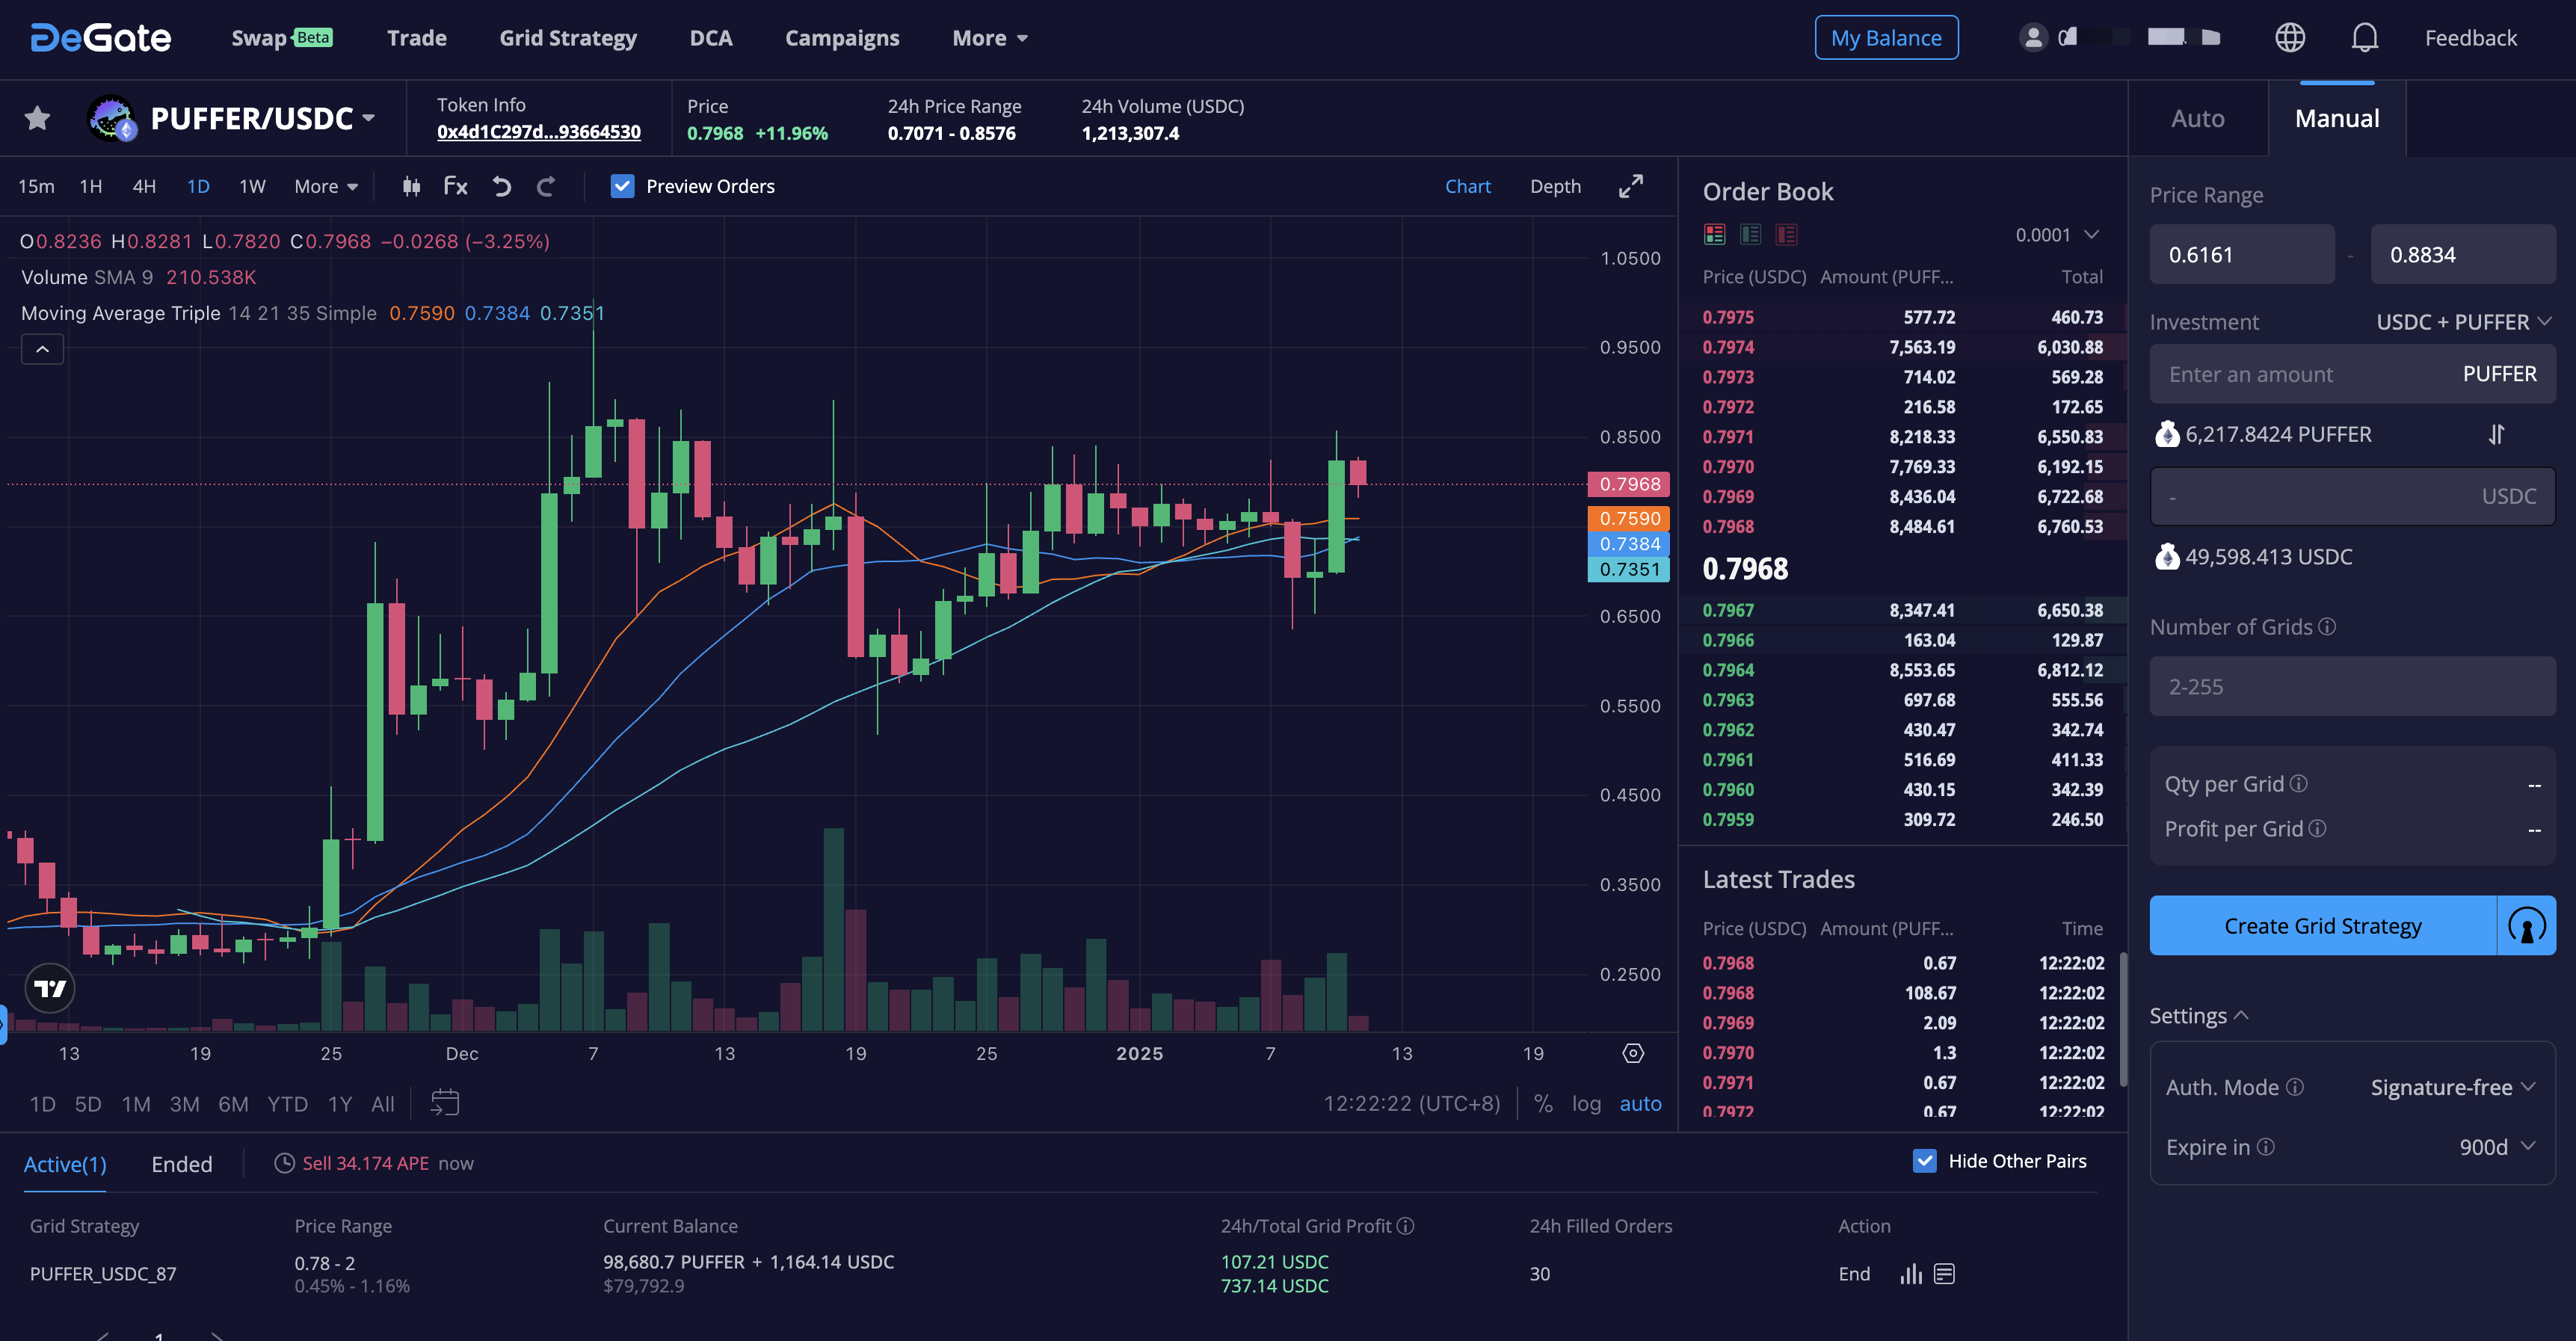 DeGate Swap Beta Trade Grid Strategy DCA Campaigns More My Balance Feedback
PUFFER/USDC
Token Info
0x4d1C297d...93664530
Price
0.7968 +11.96%
24h Price Range
0.7071 - 0.8576
24h Volume (USDC)
1,213,307.4
Auto Manual
15m 1H 4H 1D 1W More Fx Preview Orders Chart Depth
O0.8236 H0.8281 L0.7820 C0.7968 −0.0268 (−3.25%)
Volume SMA 9 210.538K
Moving Average Triple 14 21 35 Simple 0.7590 0.7384 0.7351
1.0500
0.9500
0.8500
0.7968
0.7590
0.7384
0.7351
0.6500
0.5500
0.4500
0.3500
0.2500
13 19 25 Dec 7 13 19 25 2025 7 13 19
1D 5D 1M 3M 6M YTD 1Y All 12:22:22 (UTC+8) % log auto
Order Book
0.0001
Price (USDC) Amount (PUFF... Total
0.7975 577.72 460.73
0.7974 7,563.19 6,030.88
0.7973 714.02 569.28
0.7972 216.58 172.65
0.7971 8,218.33 6,550.83
0.7970 7,769.33 6,192.15
0.7969 8,436.04 6,722.68
0.7968 8,484.61 6,760.53
0.7968
0.7967 8,347.41 6,650.38
0.7966 163.04 129.87
0.7964 8,553.65 6,812.12
0.7963 697.68 555.56
0.7962 430.47 342.74
0.7961 516.69 411.33
0.7960 430.15 342.39
0.7959 309.72 246.50
Latest Trades
Price (USDC) Amount (PUFF... Time
0.7968 0.67 12:22:02
0.7968 108.67 12:22:02
0.7969 2.09 12:22:02
0.7970 1.3 12:22:02
0.7971 0.67 12:22:02
0.7972 0.67 12:22:02
Price Range
0.6161 - 0.8834
Investment USDC + PUFFER
Enter an amount PUFFER
6,217.8424 PUFFER
- USDC
49,598.413 USDC
Number of Grids
2-255
Qty per Grid --
Profit per Grid --
Create Grid Strategy
Settings
Auth. Mode Signature-free
Expire in 900d
Active(1) Ended Sell 34.174 APE now Hide Other Pairs
Grid Strategy Price Range Current Balance 24h/Total Grid Profit 24h Filled Orders Action
PUFFER_USDC_87
0.78 - 2
0.45% - 1.16%
98,680.7 PUFFER + 1,164.14 USDC
$79,792.9
107.21 USDC
737.14 USDC
30
End
1